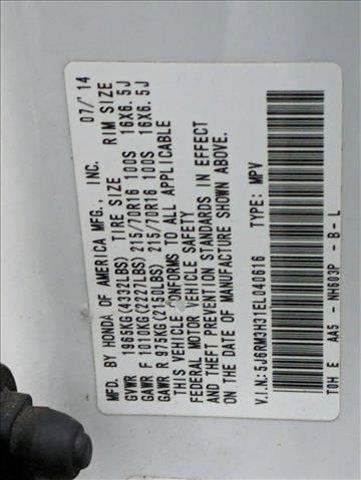 MFD. BY HONDA OF AMERICA MFG., INC. 07/'14
TIRE SIZE RIM SIZE
GVWR 1965KG(4332LBS)
GAWR F 1010KG(2227LBS) 215/70R16 100S 16X6.5J
GAWR R 975KG(2150LBS) 215/70R16 100S 16X6.5J
THIS VEHICLE CONFORMS TO ALL APPLICABLE
FEDERAL MOTOR VEHICLE SAFETY
AND THEFT PREVENTION STANDARDS IN EFFECT
ON THE DATE OF MANUFACTURE SHOWN ABOVE.
V.I.N.: 5J6RM3H31EL040616 TYPE: MPV
TOH E AA5 - NH603P - B - L